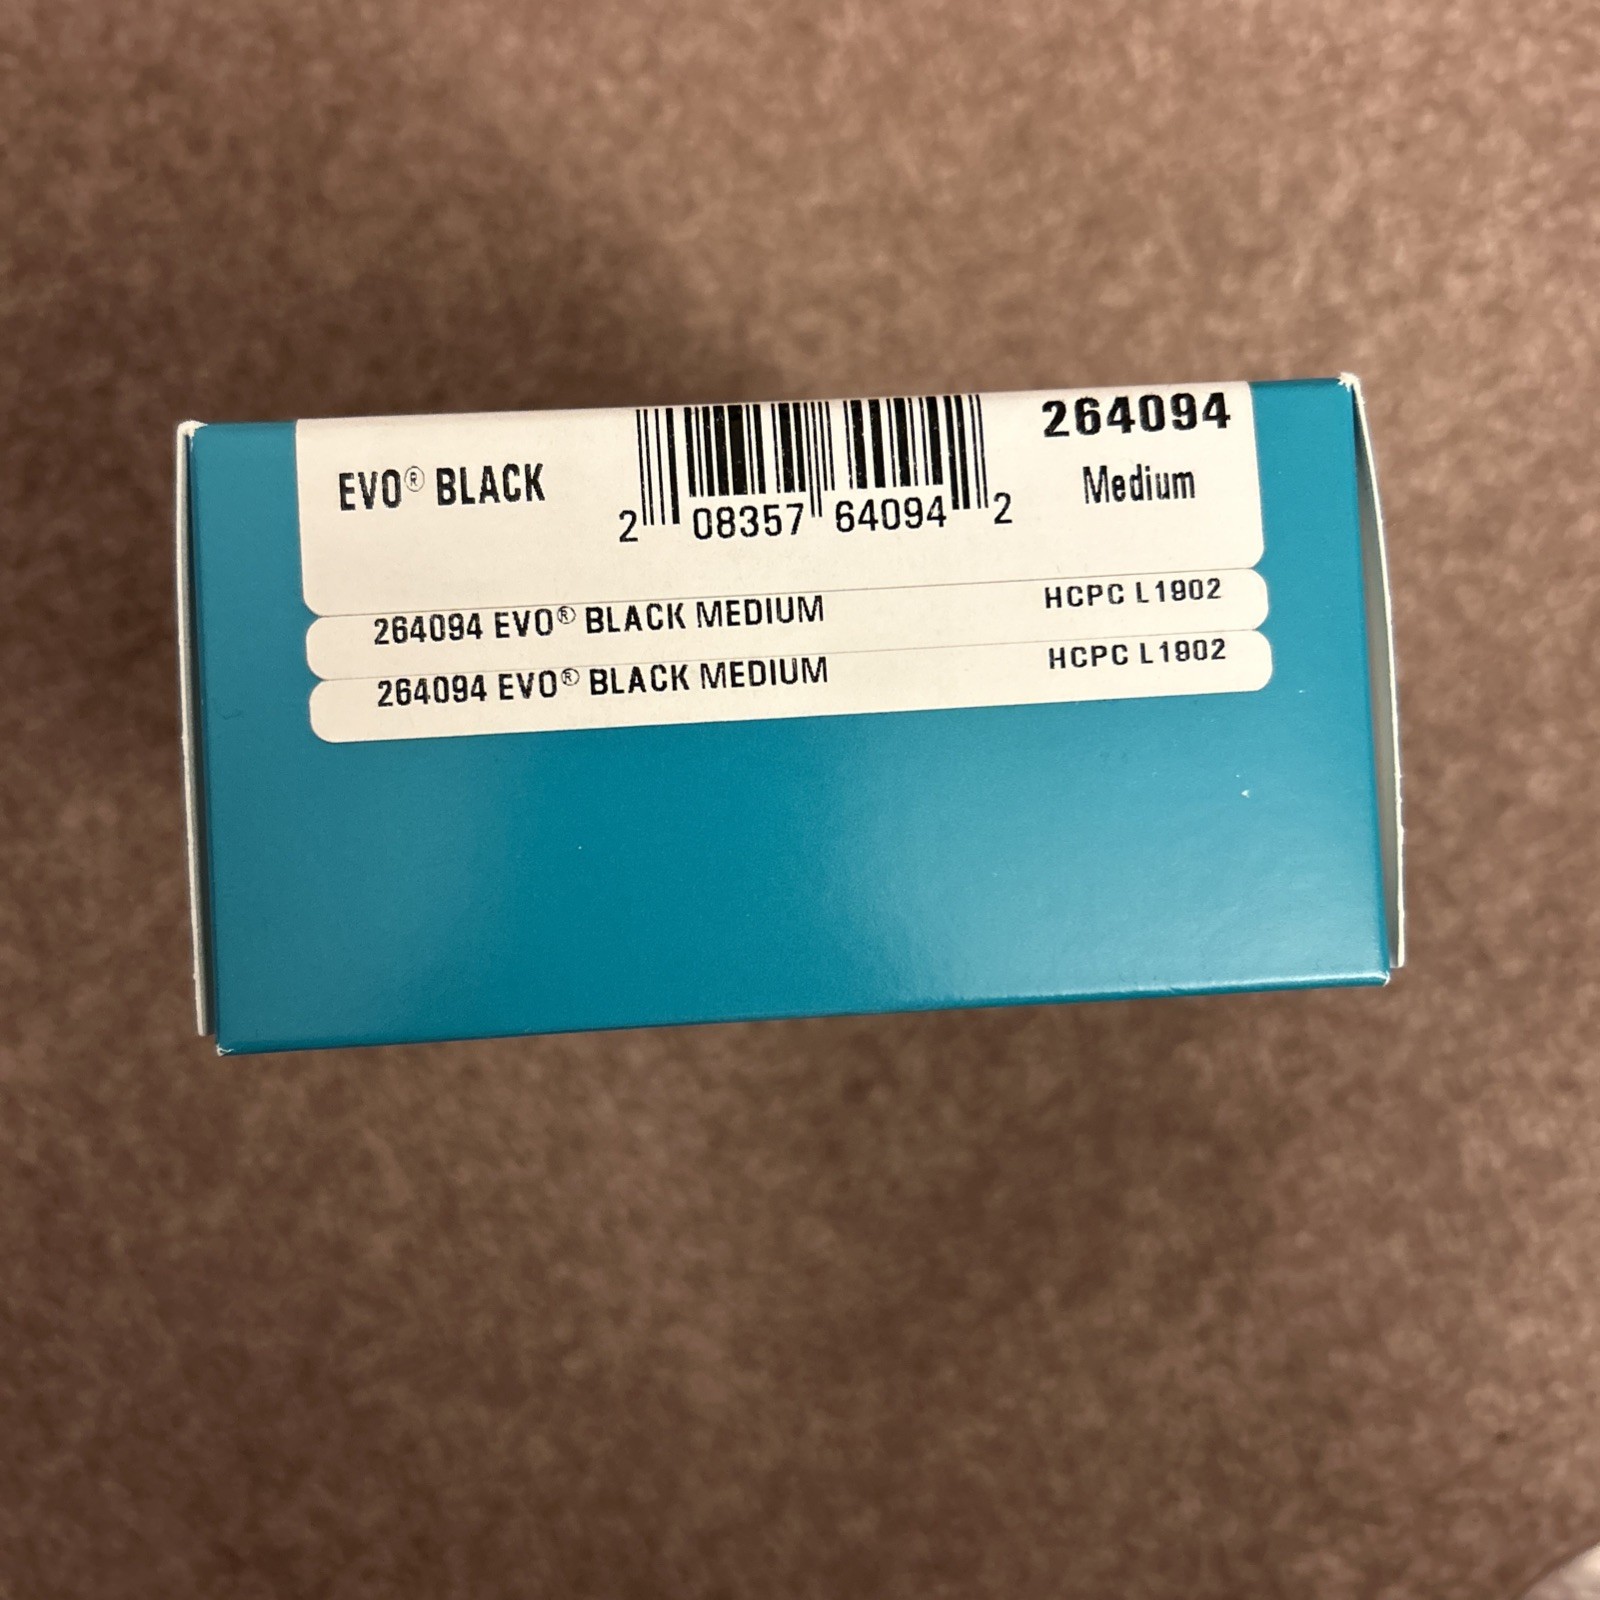 EVO® BLACK
2 08357 64094 2
264094
Medium
264094 EVO® BLACK MEDIUM HCPC L1902
264094 EVO® BLACK MEDIUM HCPC L1902